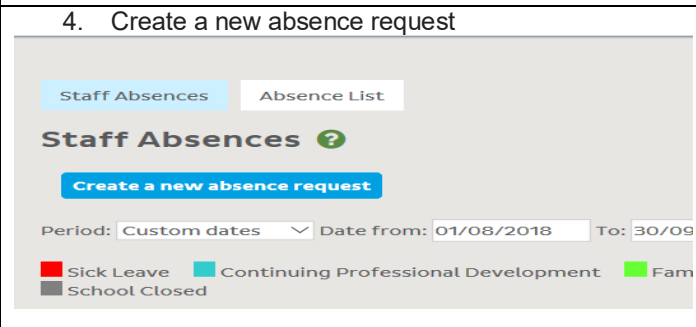 4. Create a new absence request
Staff Absences Absence List
Staff Absences ?
Create a new absence request
Period: Custom dates Date from: 01/08/2018 To: 30/09
Sick Leave Continuing Professional Development Fam
School Closed